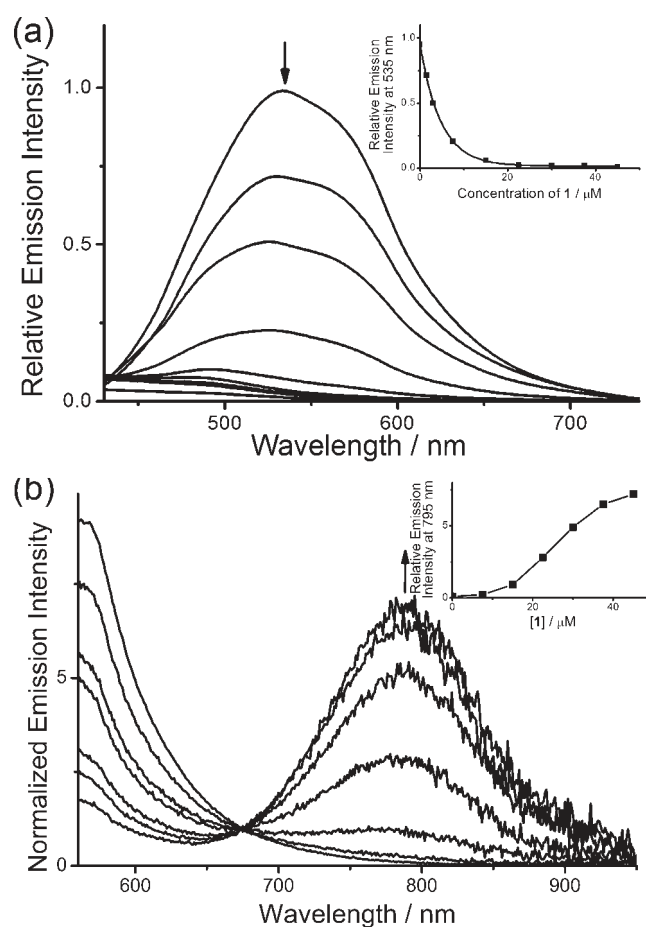 (a)
Relative Emission Intensity
1.0
0.5
0.0
500
600
700
Wavelength / nm
Relative Emission
Intensity at 535 nm
1.0
0.5
0.0
0
20
40
Concentration of 1 / μM
(b)
Normalized Emission Intensity
5
0
600
700
800
900
Wavelength / nm
Relative Emission
Intensity at 795 nm
5
0
0
20
40
[1] / μM